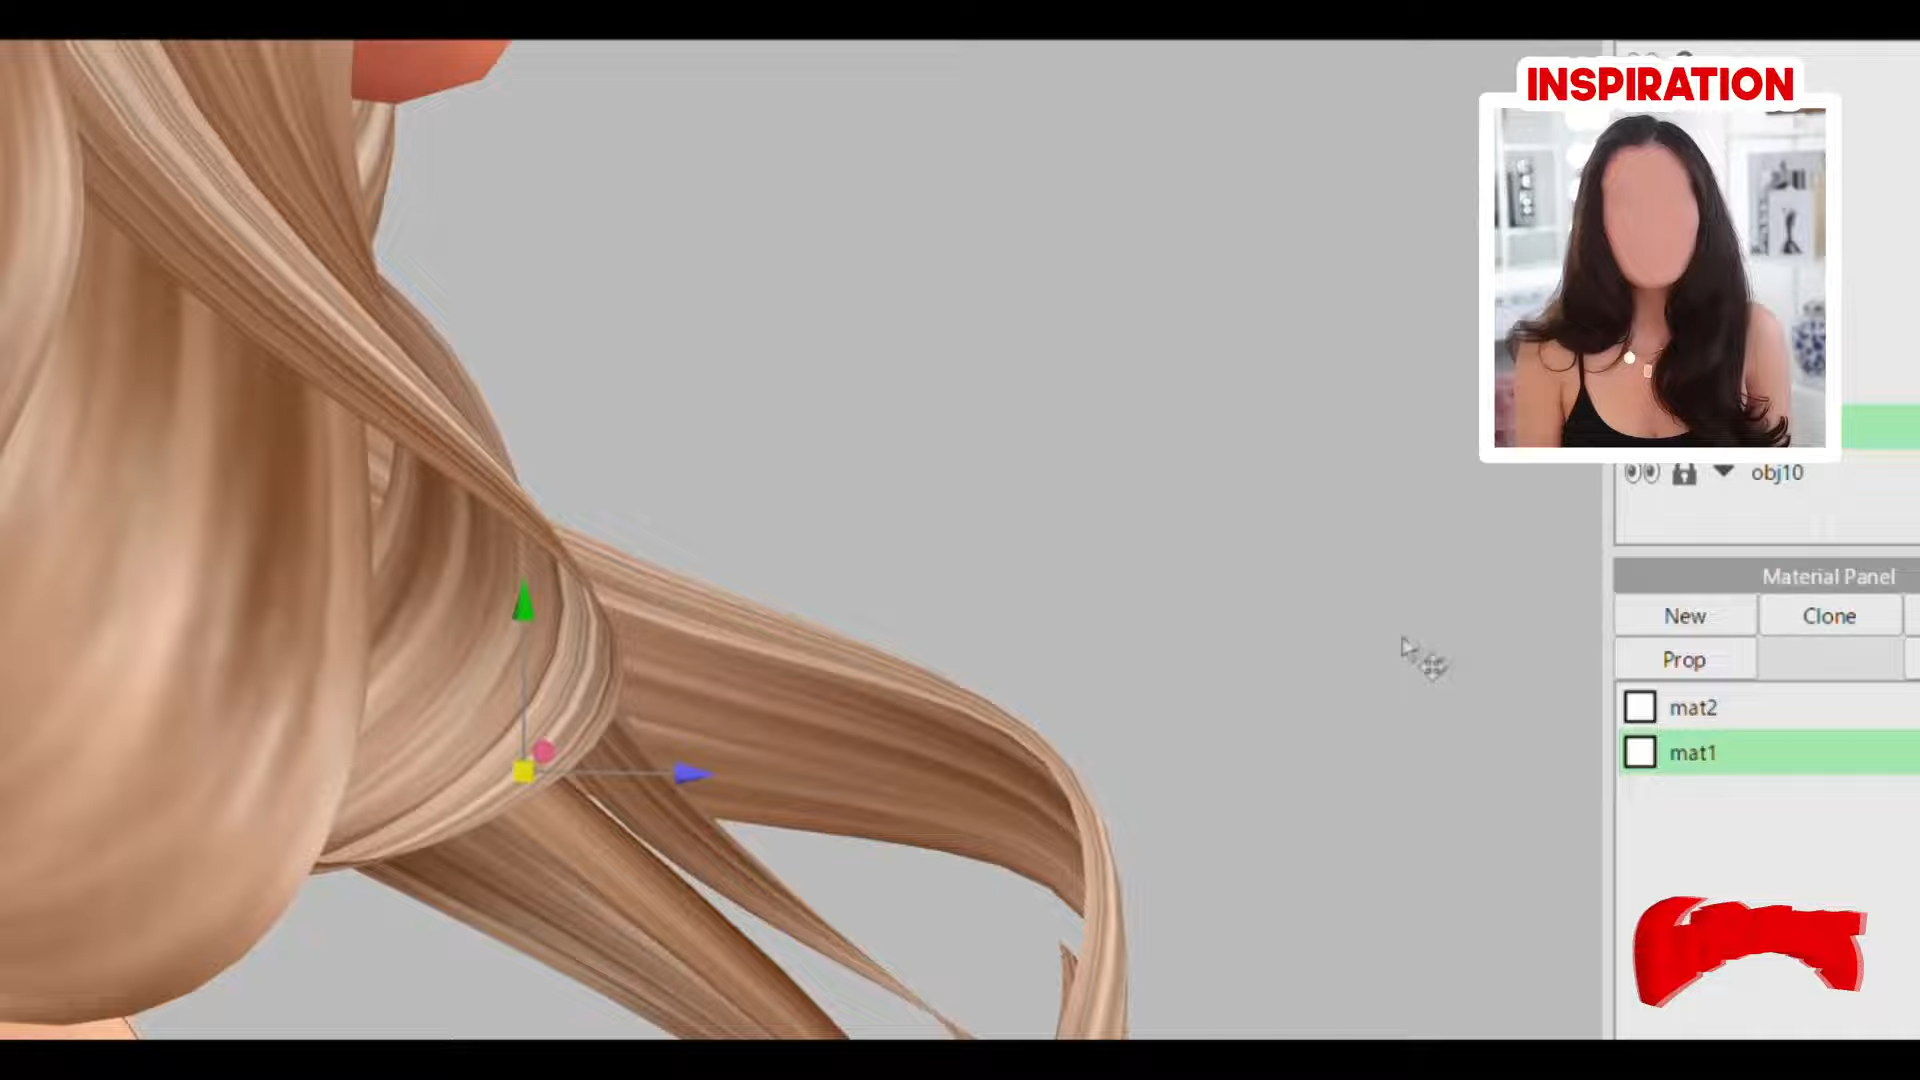 INSPIRATION
obj10
Material Panel
New
Clone
Prop
mat2
mat1